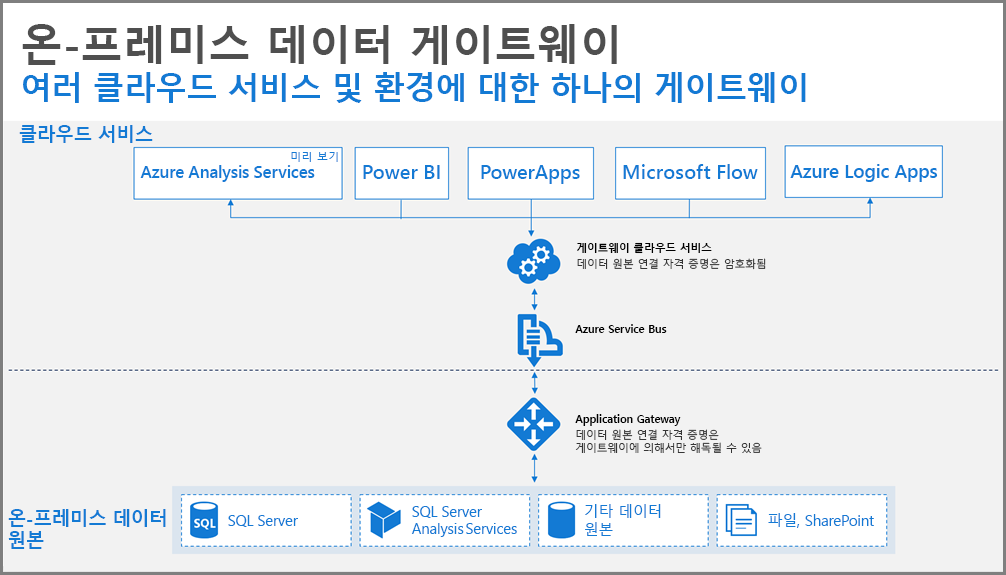 온-프레미스 데이터 게이트웨이
여러 클라우드 서비스 및 환경에 대한 하나의 게이트웨이
클라우드 서비스
미리 보기
Azure Analysis Services
Power BI
PowerApps
Microsoft Flow
Azure Logic Apps
게이트웨이 클라우드 서비스
데이터 원본 연결 자격 증명은 암호화됨
Azure Service Bus
Application Gateway
데이터 원본 연결 자격 증명은
게이트웨이에 의해서만 해독될 수 있음
온-프레미스 데이터
원본
SQL
SQL Server
SQL Server
Analysis Services
기타 데이터
원본
파일, SharePoint